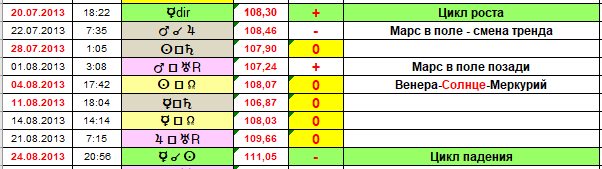 20.07.2013 18:22 ☿dir 108,30 + Цикл роста
22.07.2013 7:35 ♂ ☌ ♃ 108,46 - Марс в поле - смена тренда
28.07.2013 1:05 ☉□♄ 107,90 0
01.08.2013 3:08 ♂ □ ♅R 107,24 + Марс в поле позади
04.08.2013 17:42 ☉ □ ☊ 108,07 0 Венера-Солнце-Меркурий
11.08.2013 18:04 ☿□♄ 106,87 0
14.08.2013 14:14 ☿ □ ☊ 108,03 0
21.08.2013 7:15 ♃ □ ♅R 109,66 0
24.08.2013 20:56 ☿ ☌ ☉ 111,05 - Цикл падения